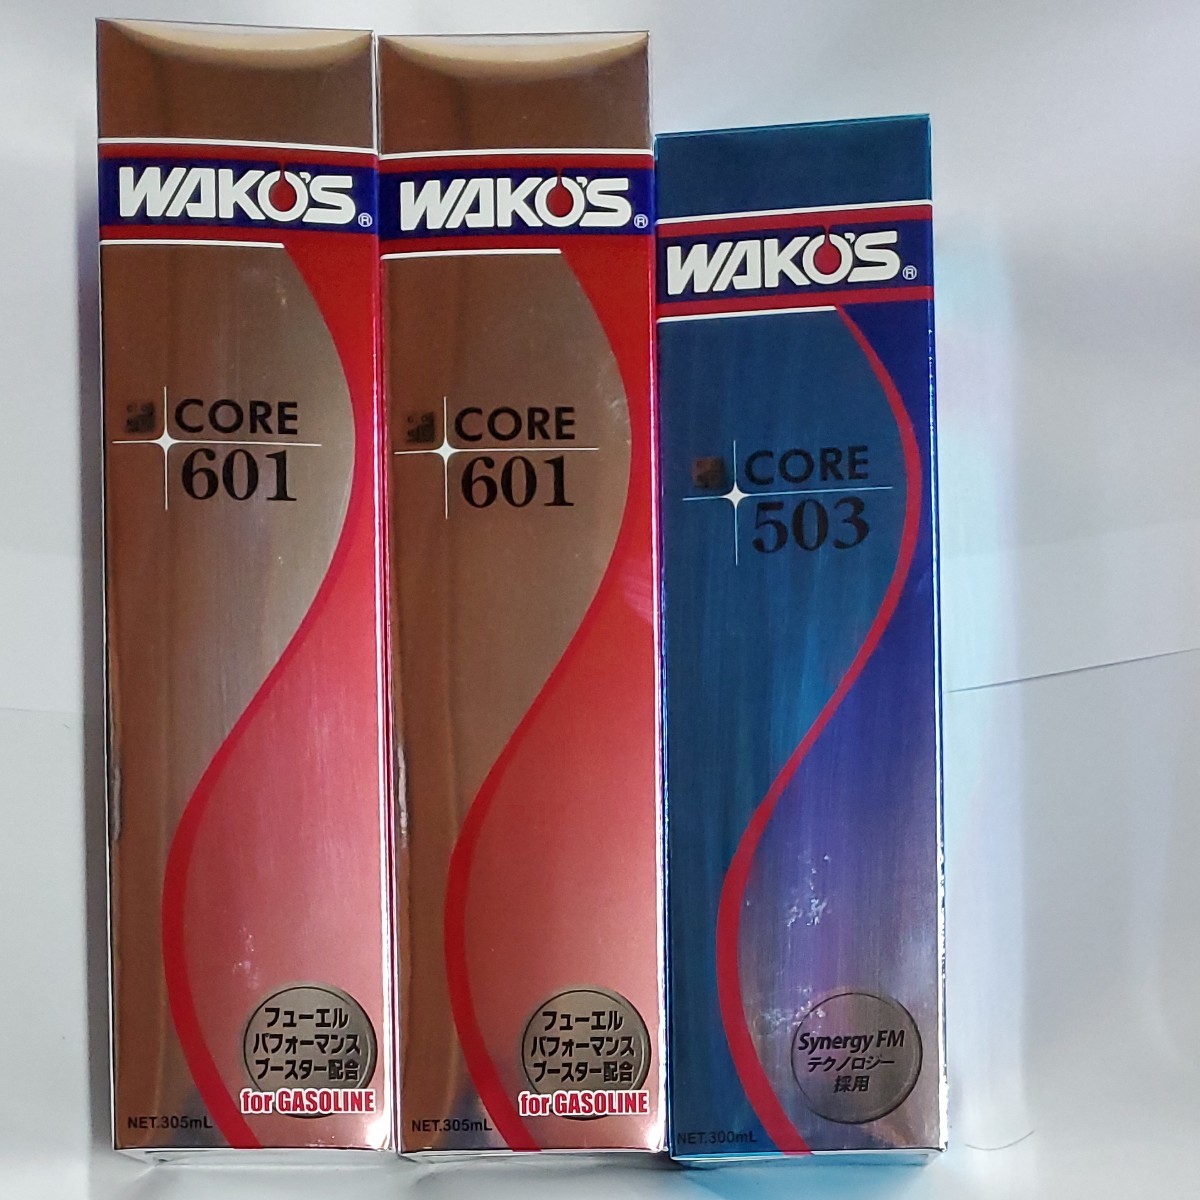 WAKO'S®
CORE
601
フューエル
パフォーマンス
ブースター配合
for GASOLINE
NET.305mL
WAKO'S®
CORE
601
フューエル
パフォーマンス
ブースター配合
for GASOLINE
NET.305mL
WAKO'S®
CORE
503
Synergy FM
テクノロジー
採用
NET.300mL